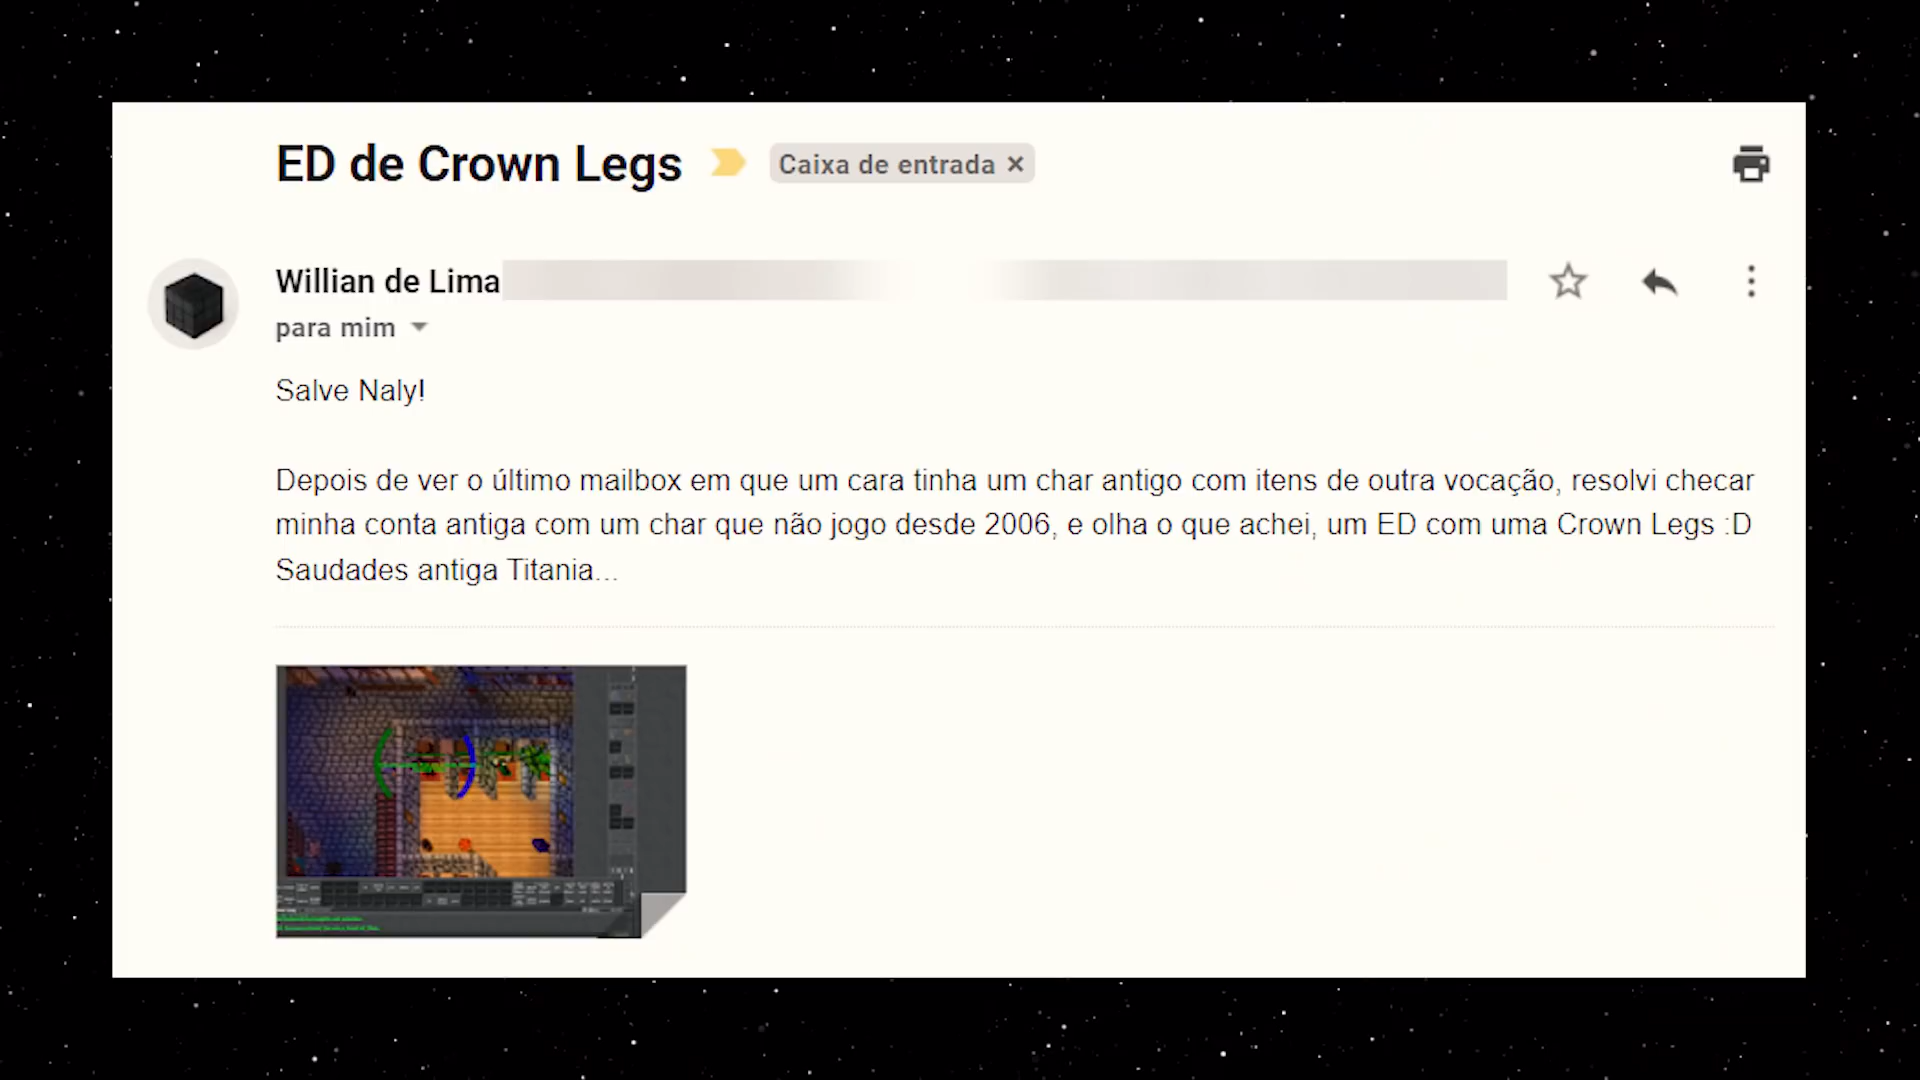 ED de Crown Legs
Caixa de entrada ×
Willian de Lima
para mim
Salve Naly!
Depois de ver o último mailbox em que um cara tinha um char antigo com itens de outra vocação, resolvi checar
minha conta antiga com um char que não jogo desde 2006, e olha o que achei, um ED com uma Crown Legs :D
Saudades antiga Titania...